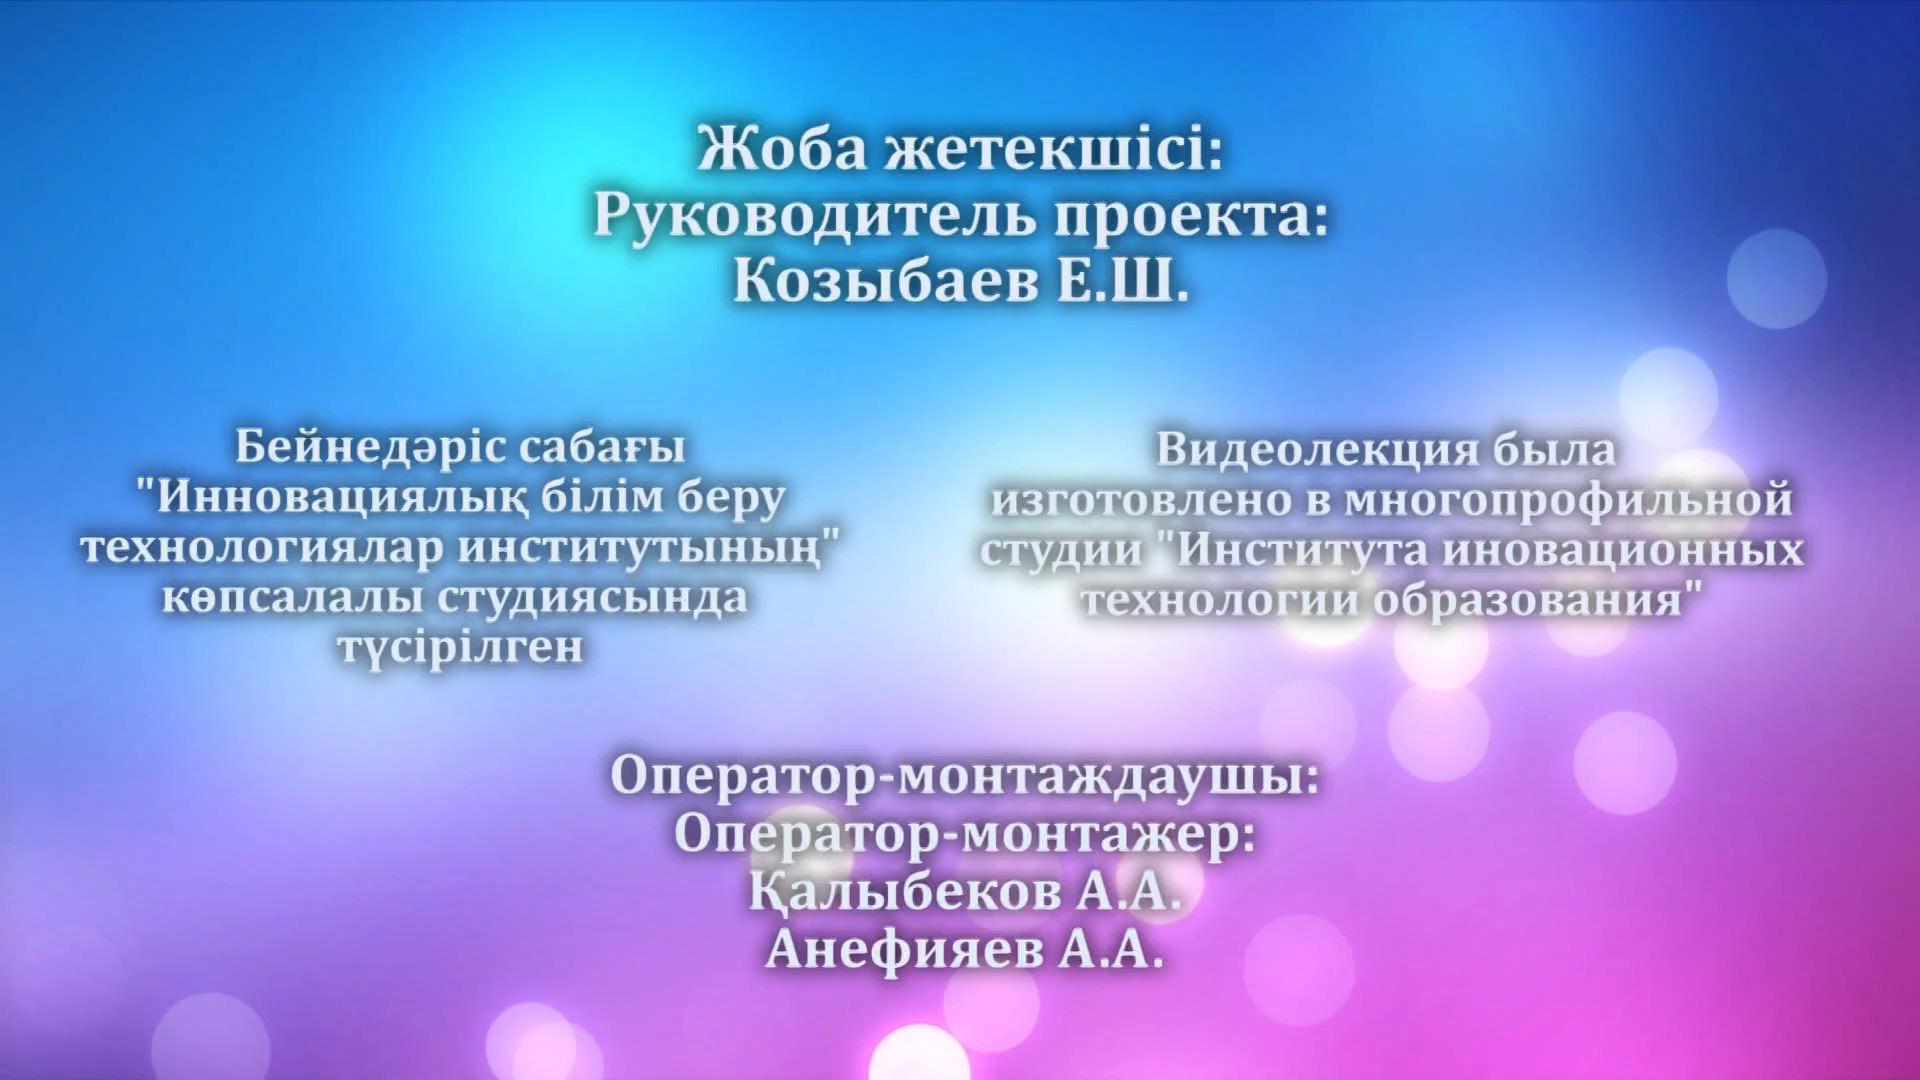 Жоба жетекшісі:
Руководитель проекта:
Козыбаев Е.Ш.
Бейнедәріс сабағы
"Инновациялық білім беру
технологиялар институтының"
көпсалалы студиясында
түсірілген
Видеолекция была
изготовлено в многопрофильной
студии "Института иновационных
технологии образования"
Оператор-монтаждаушы:
Оператор-монтажер:
Қалыбеков А.А.
Анефияев А.А.